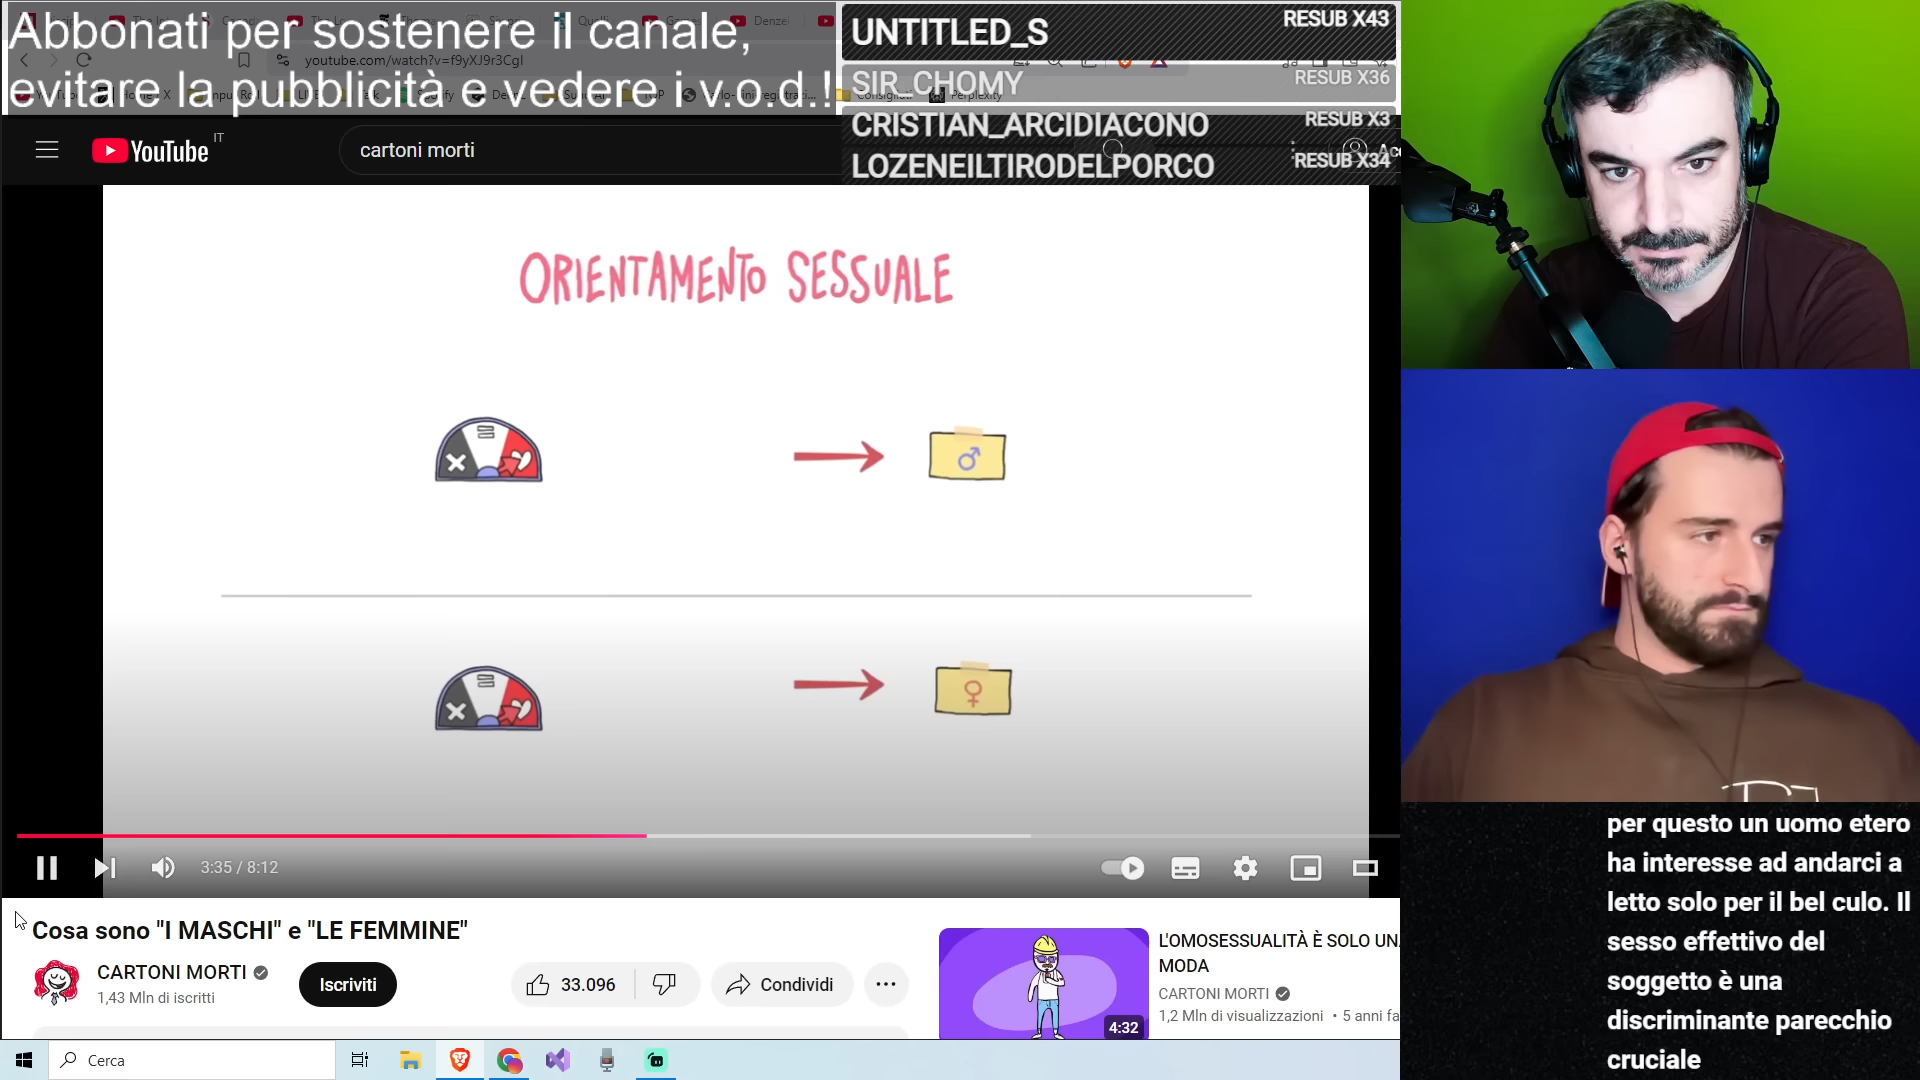 Abbonati per sostenere il canale,
evitare la pubblicità e vedere i v.o.d.!!
youtube.com/watch?v=f9yXJ9r3CgI
UNTITLED_S RESUB X43
SIR_CHOMY RESUB X36
CRISTIAN_ARCIDIACONO RESUB X3
LOZENEILTIRODELPORCO RESUB X34
YouTube IT
cartoni morti
ORIENTAMENTO SESSUALE
3:35 / 8:12
Cosa sono "I MASCHI" e "LE FEMMINE"
CARTONI MORTI
1,43 Mln di iscritti
Iscriviti
33.096
Condividi
L'OMOSESSUALITÀ È SOLO UN
MODA
CARTONI MORTI
1,2 Mln di visualizzazioni • 5 anni fa
4:32
Cerca
per questo un uomo etero
ha interesse ad andarci a
letto solo per il bel culo. Il
sesso effettivo del
soggetto è una
discriminante parecchio
cruciale